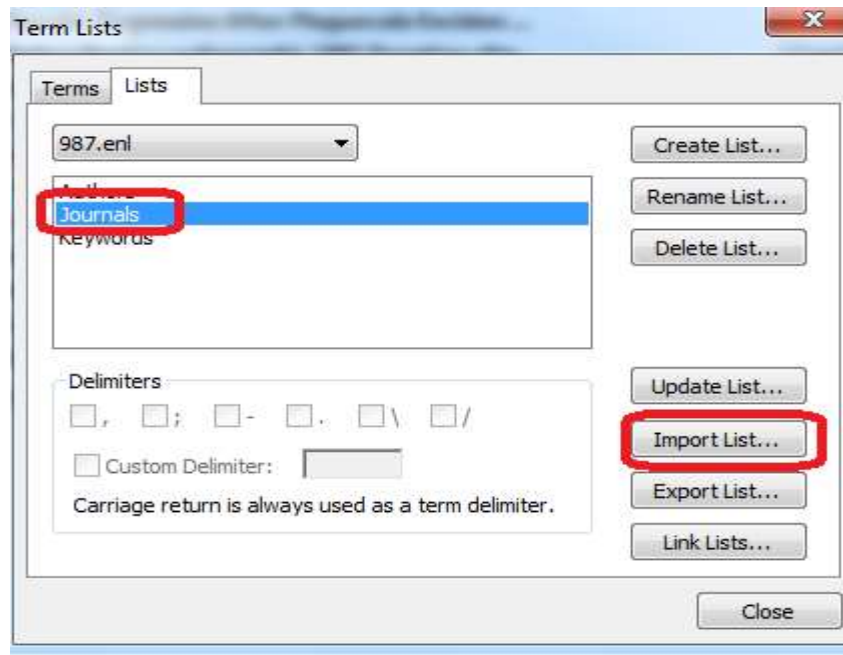 Term Lists
Terms Lists
987.enl
Create List...
Authors
Rename List...
Journals
Keywords
Delete List...
Delimiters
Update List...
, ; - . \ /
Import List...
Custom Delimiter:
Export List...
Carriage return is always used as a term delimiter.
Link Lists...
Close